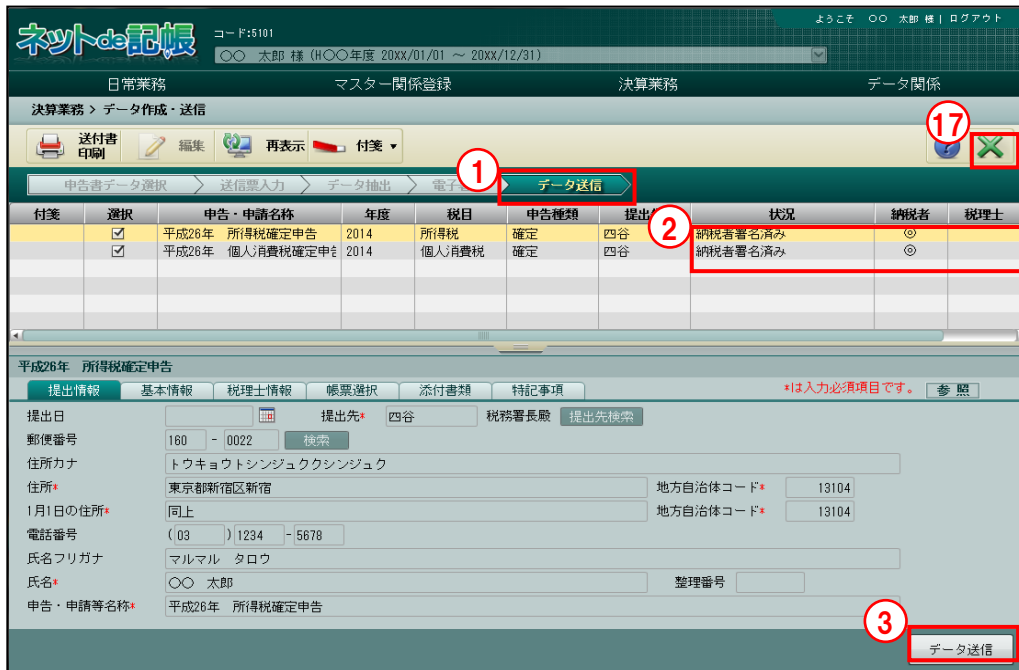 ようこそ　〇〇　太郎 様 | ログアウト
ネットde記帳
コード:5101
〇〇　太郎 様 (H〇〇年度 20xx/01/01 ～ 20xx/12/31)
日常業務　マスター関係登録　決算業務　データ関係
決算業務 > データ作成・送信
17
送付書印刷　編集　再表示　付箋 ▼　?
1
申告書データ選択　送信票入力　データ抽出　電子　データ送信
付箋　選択　申告・申請名称　年度　税目　申告種類　提出　状況　納税者　税理士
2
平成26年　所得税確定申告　2014　所得税　確定　四谷　納税者署名済み　◎
平成26年　個人消費税確定申告　2014　個人消費税　確定　四谷　納税者署名済み　◎
平成26年　所得税確定申告
提出情報　基本情報　税理士情報　帳票選択　添付書類　特記事項　*は入力必須項目です。　参照
提出日　提出先*　四谷　税務署長殿　提出先検索
郵便番号　160 - 0022　検索
住所カナ　トウキョウトシンジュククシンジュク
住所*　東京都新宿区新宿　地方自治体コード*　13104
1月1日の住所*　同上　地方自治体コード*　13104
電話番号　(03)1234-5678
氏名フリガナ　マルマル　タロウ
氏名*　〇〇　太郎　整理番号
申告・申請等名称*　平成26年　所得税確定申告
3
データ送信